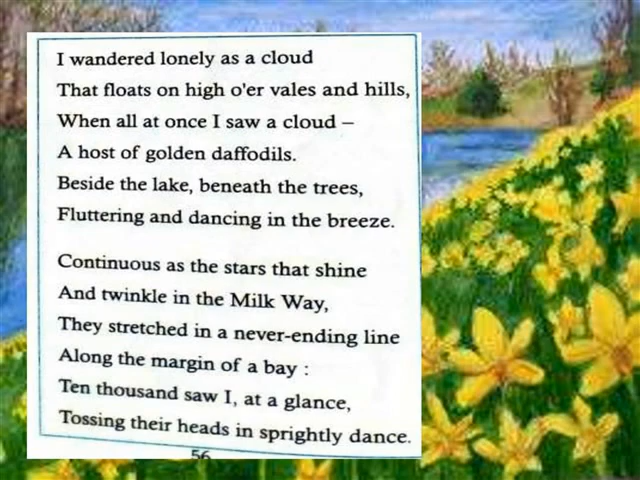 I wandered lonely as a cloud
That floats on high o'er vales and hills,
When all at once I saw a cloud –
A host of golden daffodils.
Beside the lake, beneath the trees,
Fluttering and dancing in the breeze.
Continuous as the stars that shine
And twinkle in the Milk Way,
They stretched in a never-ending line
Along the margin of a bay :
Ten thousand saw I, at a glance,
Tossing their heads in sprightly dance.
56